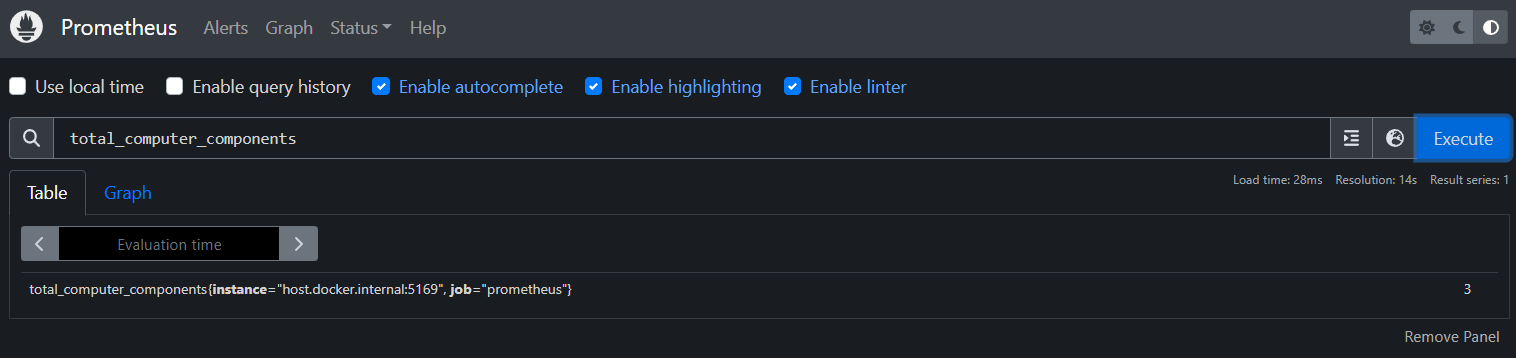 Prometheus Alerts Graph Status Help
Use local time Enable query history Enable autocomplete Enable highlighting Enable linter
total_computer_components Execute
Table Graph Load time: 28ms Resolution: 14s Result series: 1
Evaluation time
total_computer_components{instance="host.docker.internal:5169", job="prometheus"} 3
Remove Panel